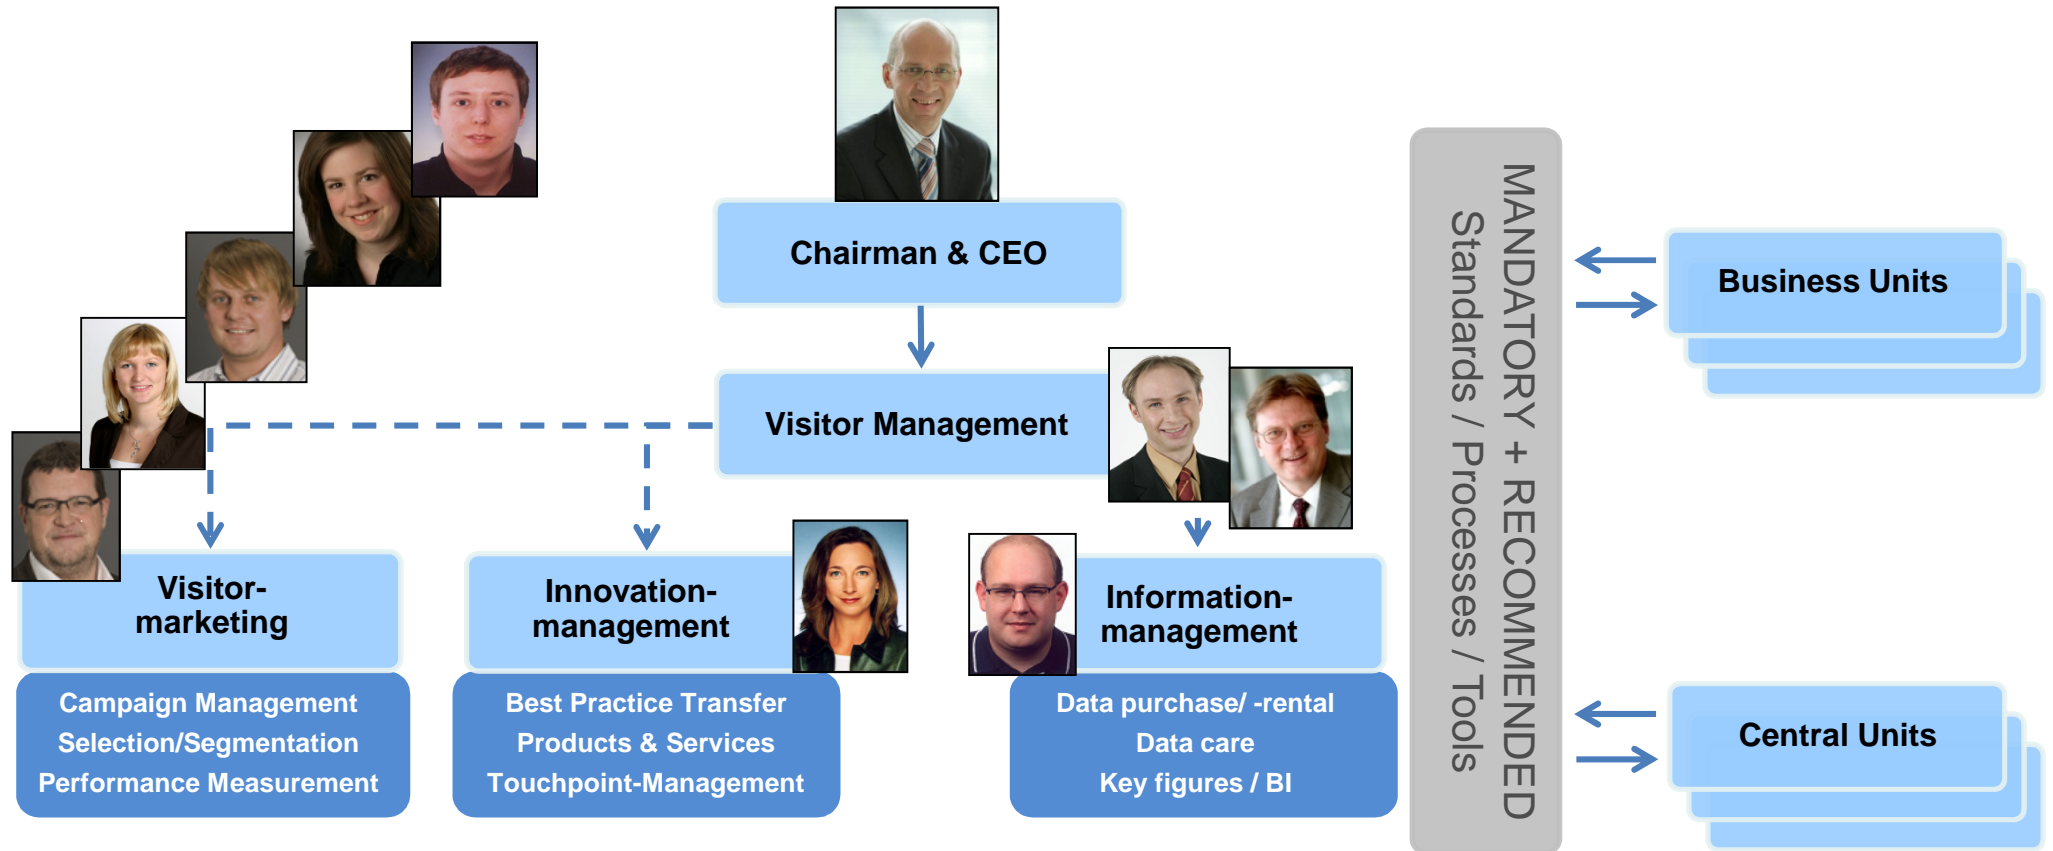 Chairman & CEO
Visitor Management
Visitor-
marketing
Campaign Management
Selection/Segmentation
Performance Measurement
Innovation-
management
Best Practice Transfer
Products & Services
Touchpoint-Management
Information-
management
Data purchase/ -rental
Data care
Key figures / BI
MANDATORY + RECOMMENDED
Standards / Processes / Tools
Business Units
Central Units